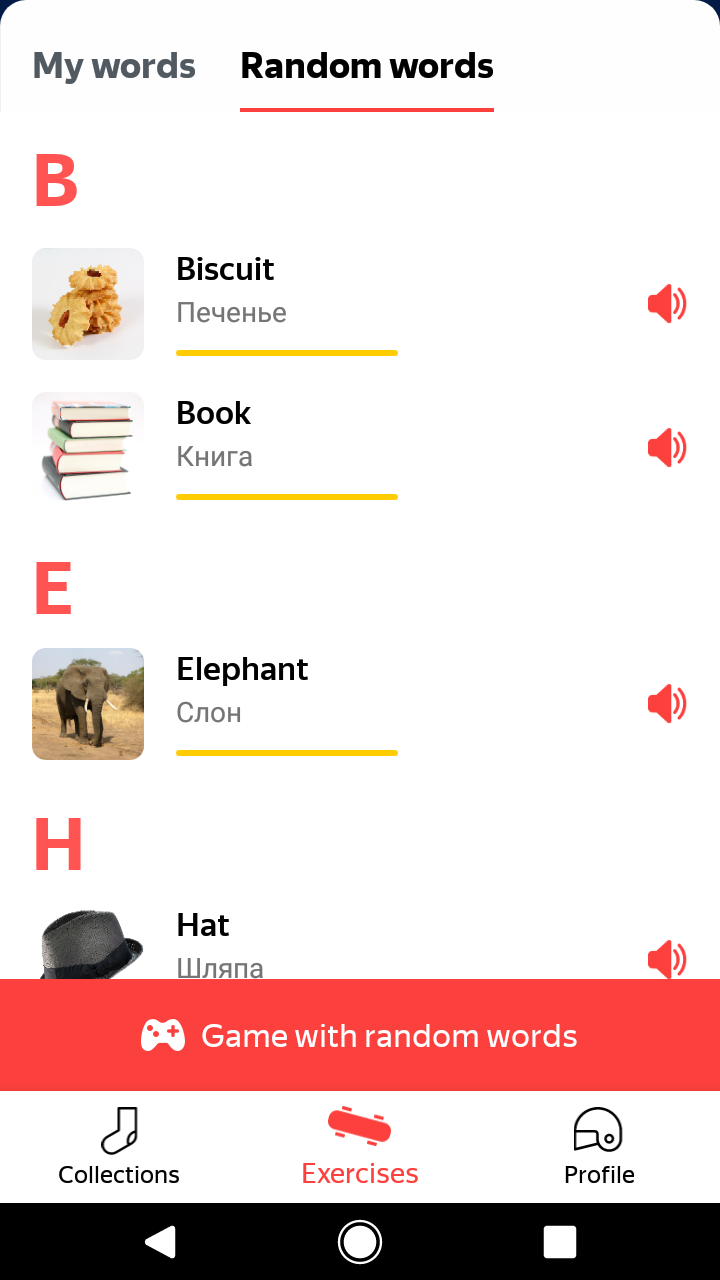 My words
Random words
B
Biscuit
Печенье
Book
Книга
E
Elephant
Слон
H
Hat
Шляпа
Game with random words
Collections
Exercises
Profile